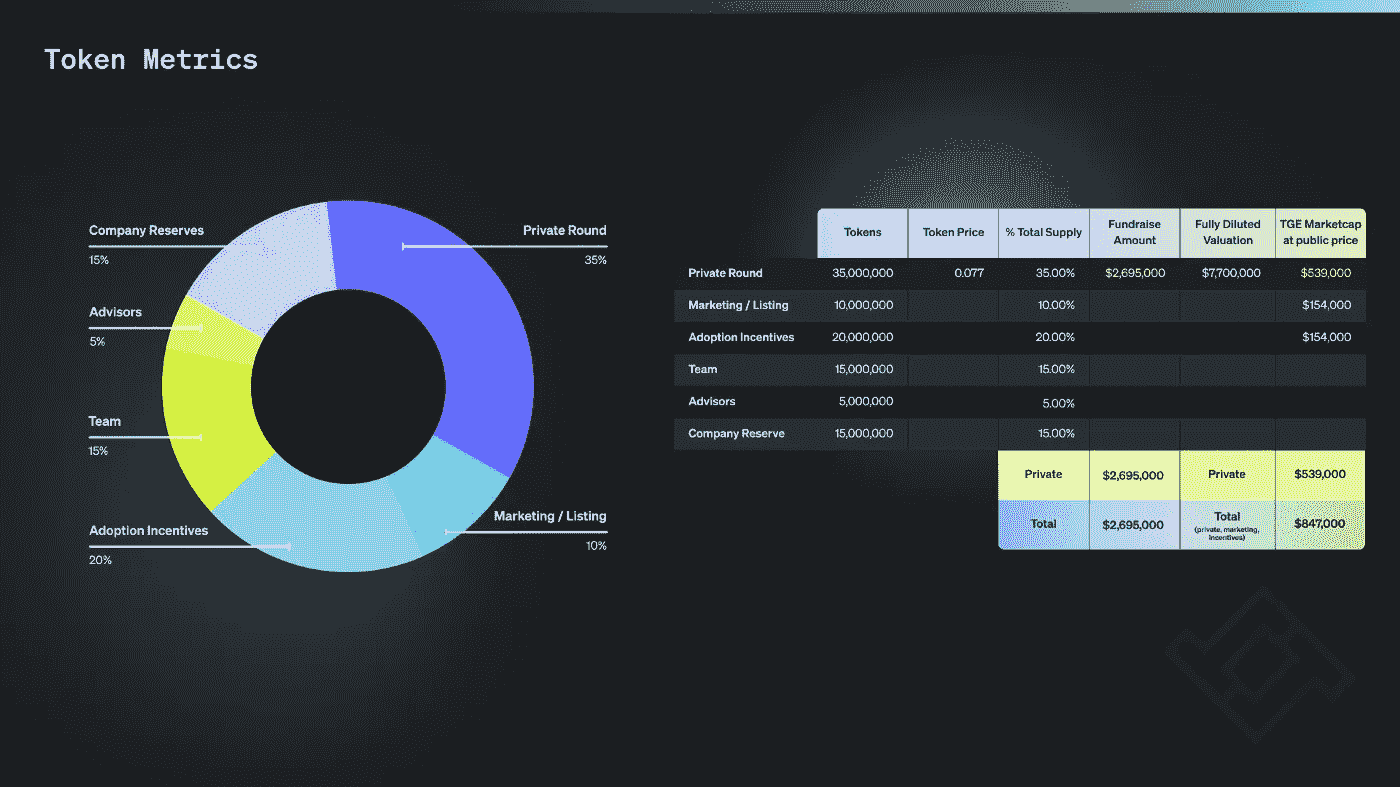 Token Metrics
Company Reserves
15%
Advisors
5%
Team
15%
Adoption Incentives
20%
Private Round
35%
Marketing / Listing
10%
Tokens Token Price % Total Supply Fundraise Amount Fully Diluted Valuation TGE Marketcap at public price
Private Round 35,000,000 0.077 35.00% $2,695,000 $7,700,000 $539,000
Marketing / Listing 10,000,000 10.00% $154,000
Adoption Incentives 20,000,000 20.00% $154,000
Team 15,000,000 15.00%
Advisors 5,000,000 5.00%
Company Reserve 15,000,000 15.00%
Private $2,695,000 Private $539,000
Total $2,695,000 Total (private, marketing, incentives) $847,000